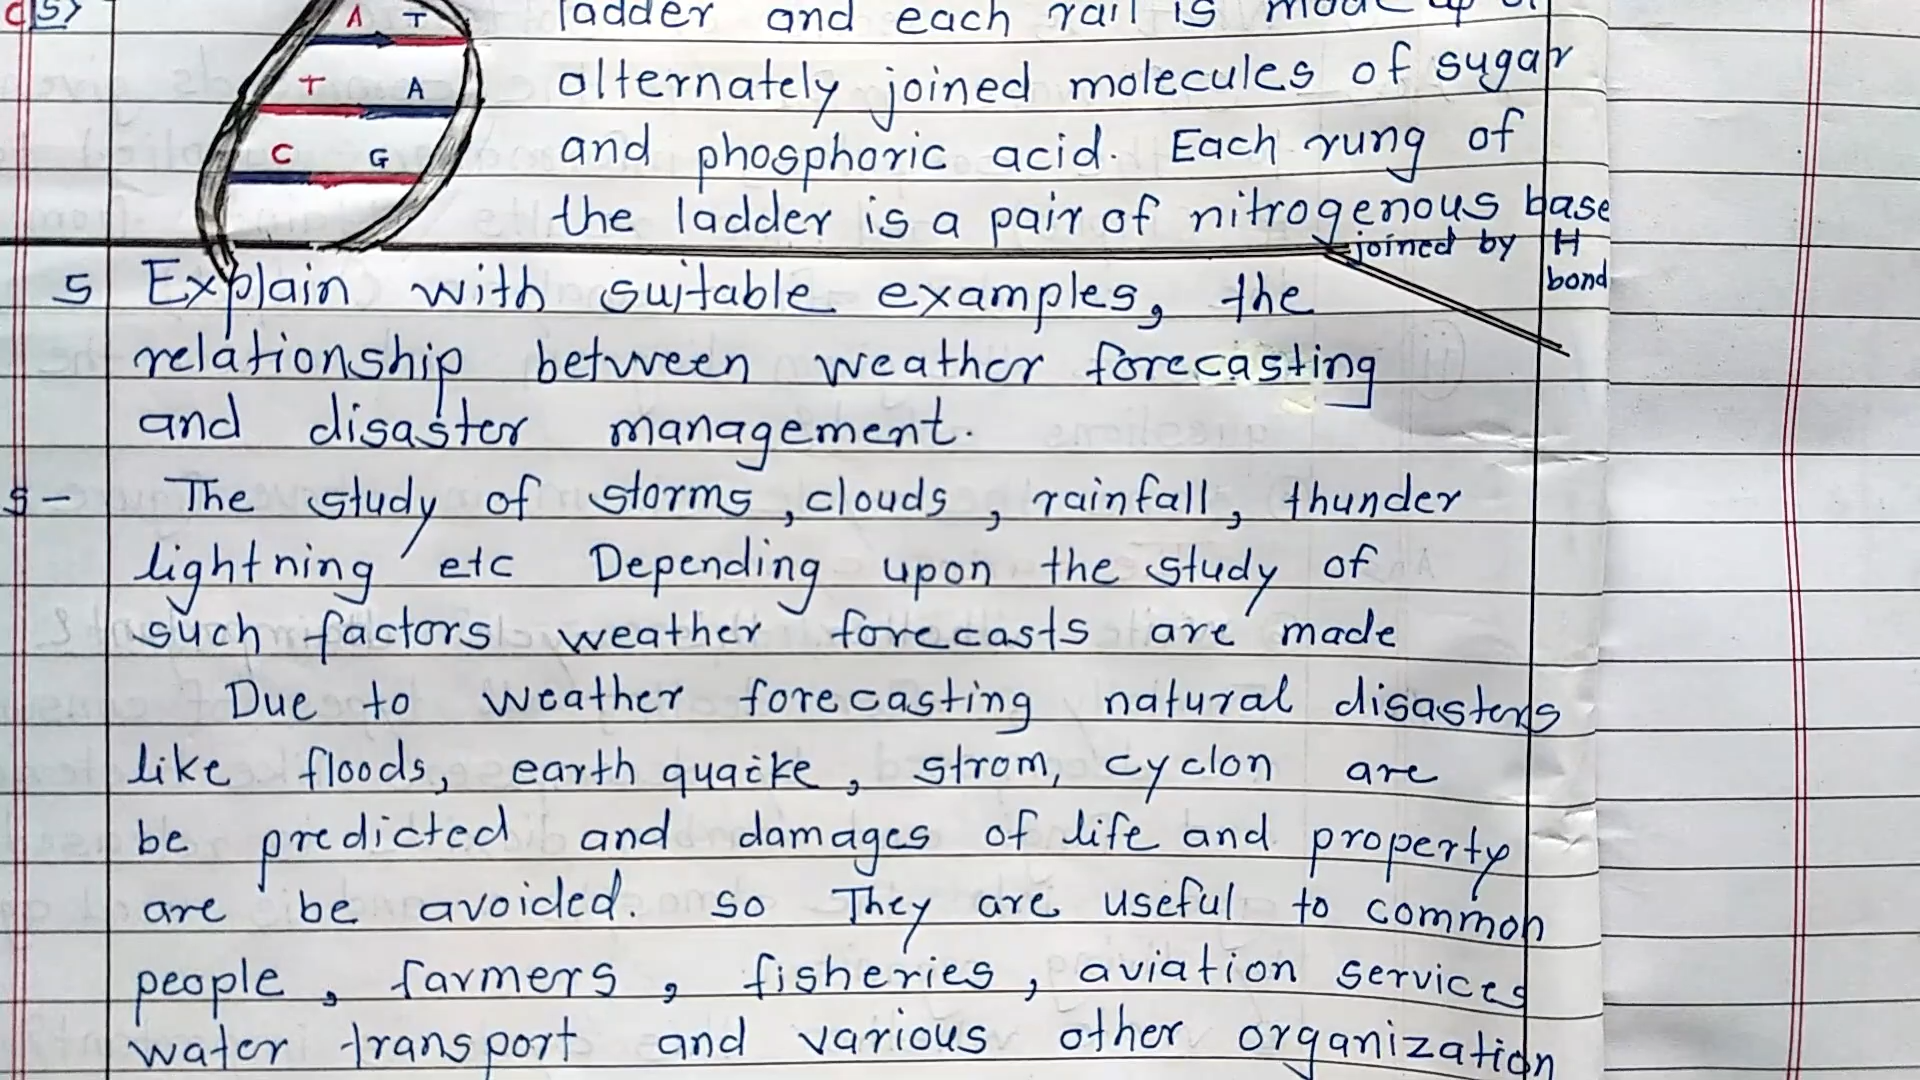 A T
T A
C G
ladder and each rail is
alternately joined molecules of sugar
and phosphoric acid. Each rung of
the ladder is a pair of nitrogenous base
joined by H
bond
5 Explain with suitable examples, the
relationship between weather forecasting
and disaster management.
The study of storms, clouds, rainfall, thunder
lightning etc Depending upon the study of
such factors weather forecasts are made
Due to weather forecasting natural disasters
like floods, earth quacke, strom, cyclon are
be predicted and damages of life and property
are be avoided. so They are useful to common
people, farmers, fisheries, aviation services
water transport and various other organization